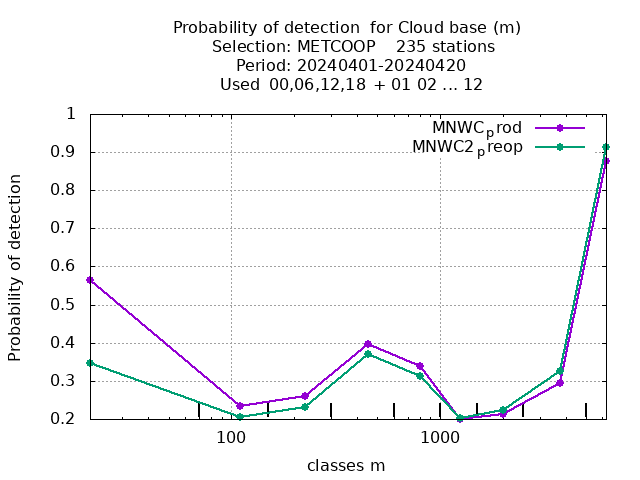 Probability of detection  for Cloud base (m)
Selection: METCOOP    235 stations
Period: 20240401-20240420
Used  00,06,12,18  + 01 02 ... 12
MNWCprod
MNWC2preop
1
0.9
0.8
0.7
0.6
0.5
0.4
0.3
0.2
Probability of detection
100
1000
classes m